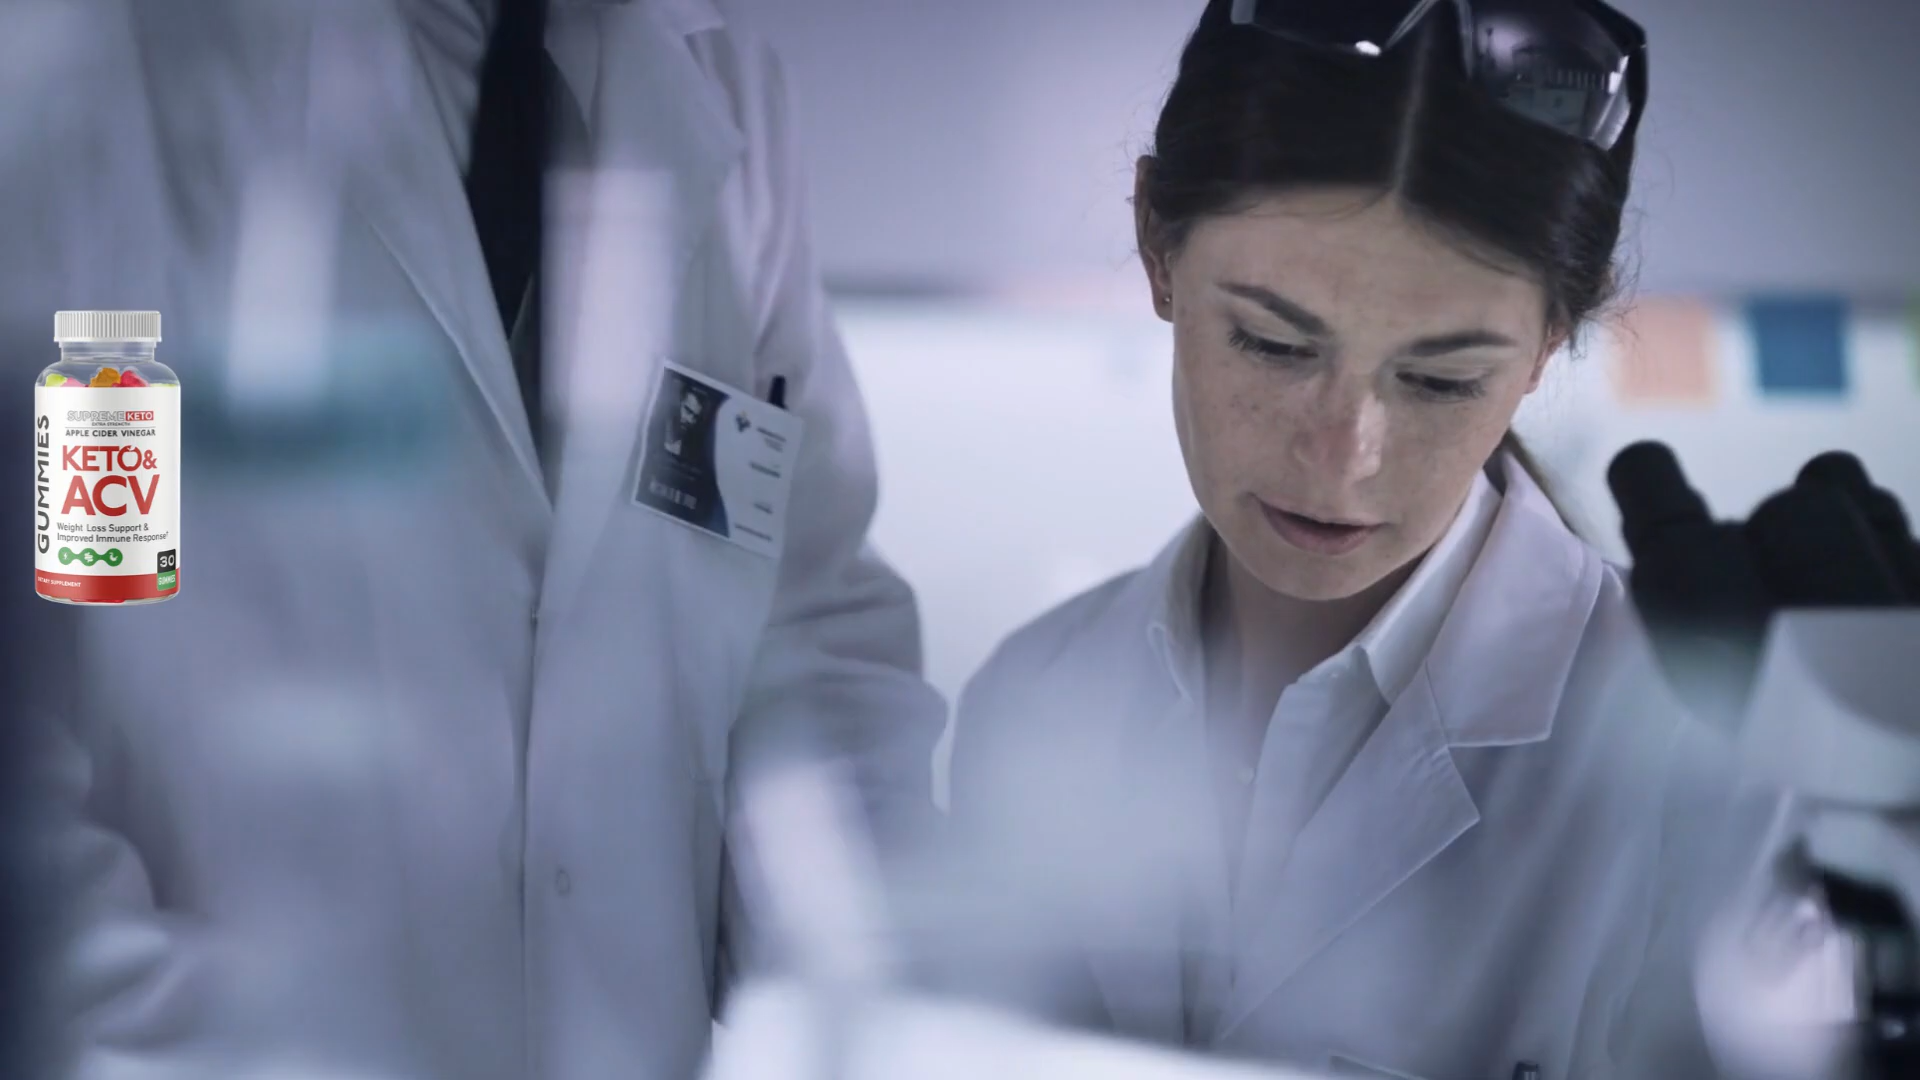 GUMMIES
SUPREME KETO
EXTRA STRENGTH
APPLE CIDER VINEGAR
KETO&
ACV
Weight Loss Support &
Improved Immune Response
30
GUMMIES
DIETARY SUPPLEMENT